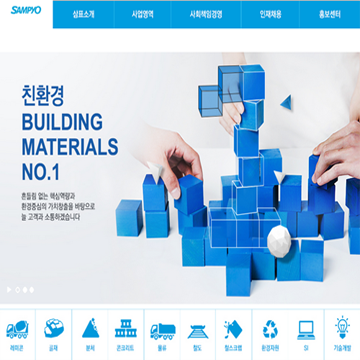 SAMPYO
삼표소개 사업영역 사회책임경영 인재채용 홍보센터
친환경
BUILDING
MATERIALS
NO.1
흔들림 없는 핵심역량과
환경중심의 가치창출을 바탕으로
늘 고객과 소통하겠습니다
레미콘 골재 분체 콘크리트 물류 철도 철스크랩 환경자원 SI 기술개발